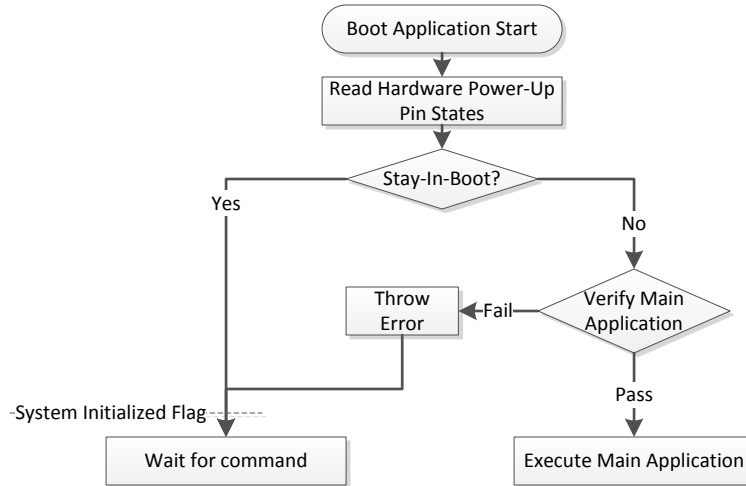 Boot Application Start
Read Hardware Power-Up
Pin States
Stay-In-Boot?
Yes
No
Throw
Error
Fail
Verify Main
Application
Pass
System Initialized Flag
Wait for command
Execute Main Application